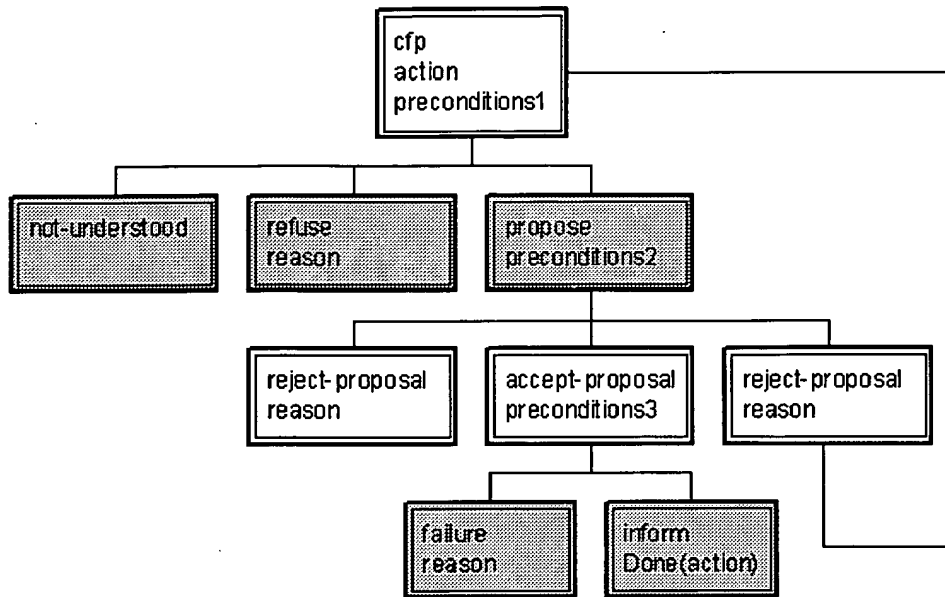 cfp
action
preconditions1
not-understood
refuse
reason
propose
preconditions2
reject-proposal
reason
accept-proposal
preconditions3
reject-proposal
reason
failure
reason
inform
Done(action)